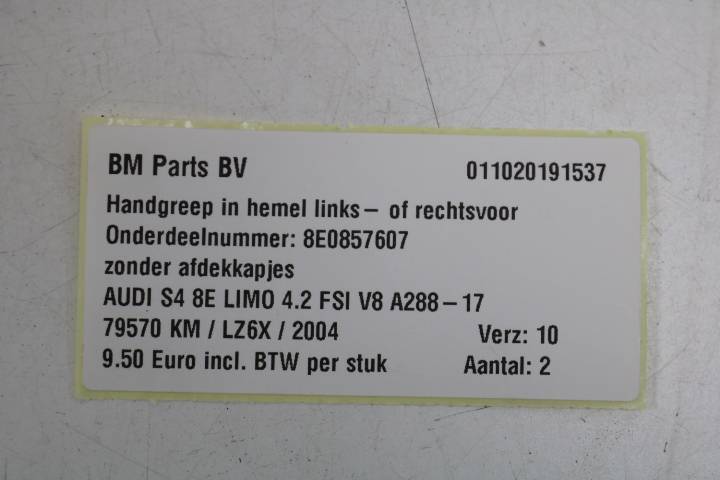 BM Parts BV 011020191537
Handgreep in hemel links- of rechtsvoor
Onderdeelnummer: 8E0857607
zonder afdekkapjes
AUDI S4 8E LIMO 4.2 FSI V8 A288-17
79570 KM / LZ6X / 2004 Verz: 10
9.50 Euro incl. BTW per stuk Aantal: 2